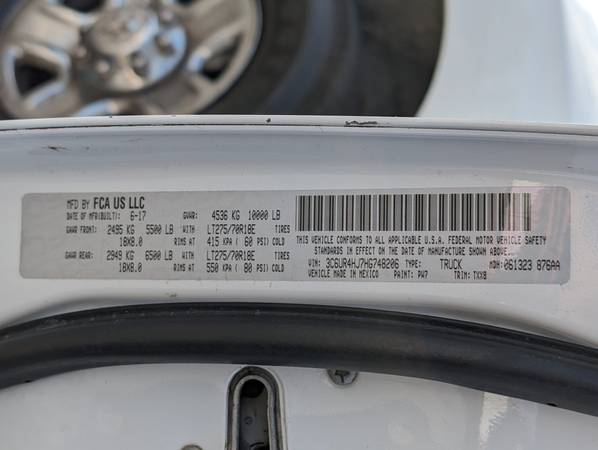 MFD BY FCA US LLC
DATE OF MFR(BUILT): 6-17 GVWR: 4536 KG 10000 LB
GAWR FRONT: 2495 KG 5500 LB WITH LT275/70R18E TIRES
18X8.0 RIMS AT 415 KPA ( 60 PSI) COLD
GAWR REAR: 2949 KG 6500 LB WITH LT275/70R18E TIRES
18X8.0 RIMS AT 550 KPA ( 80 PSI) COLD
THIS VEHICLE CONFORMS TO ALL APPLICABLE U.S.A. FEDERAL MOTOR VEHICLE SAFETY
STANDARDS IN EFFECT ON THE DATE OF MANUFACTURE SHOWN ABOVE.
VIN: 3C6UR4HJ7HG748206 TYPE: TRUCK MDH: 061323 876AA
VEHICLE MADE IN MEXICO PAINT: PW7 TRIM: TXX8